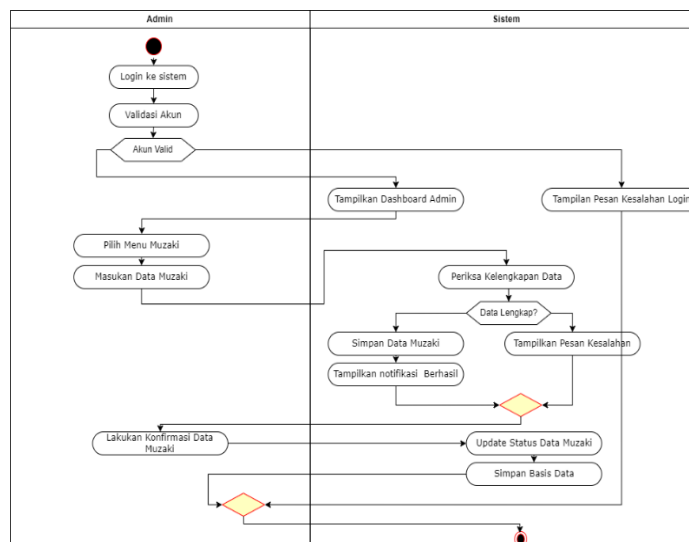 Admin
Sistem
Login ke sistem
Validasi Akun
Akun Valid
Tampilkan Dashboard Admin
Tampilan Pesan Kesalahan Login
Pilih Menu Muzaki
Masukan Data Muzaki
Periksa Kelengkapan Data
Data Lengkap?
Simpan Data Muzaki
Tampilkan Pesan Kesalahan
Tampilkan notifikasi Berhasil
Lakukan Konfirmasi Data
Muzaki
Update Status Data Muzaki
Simpan Basis Data